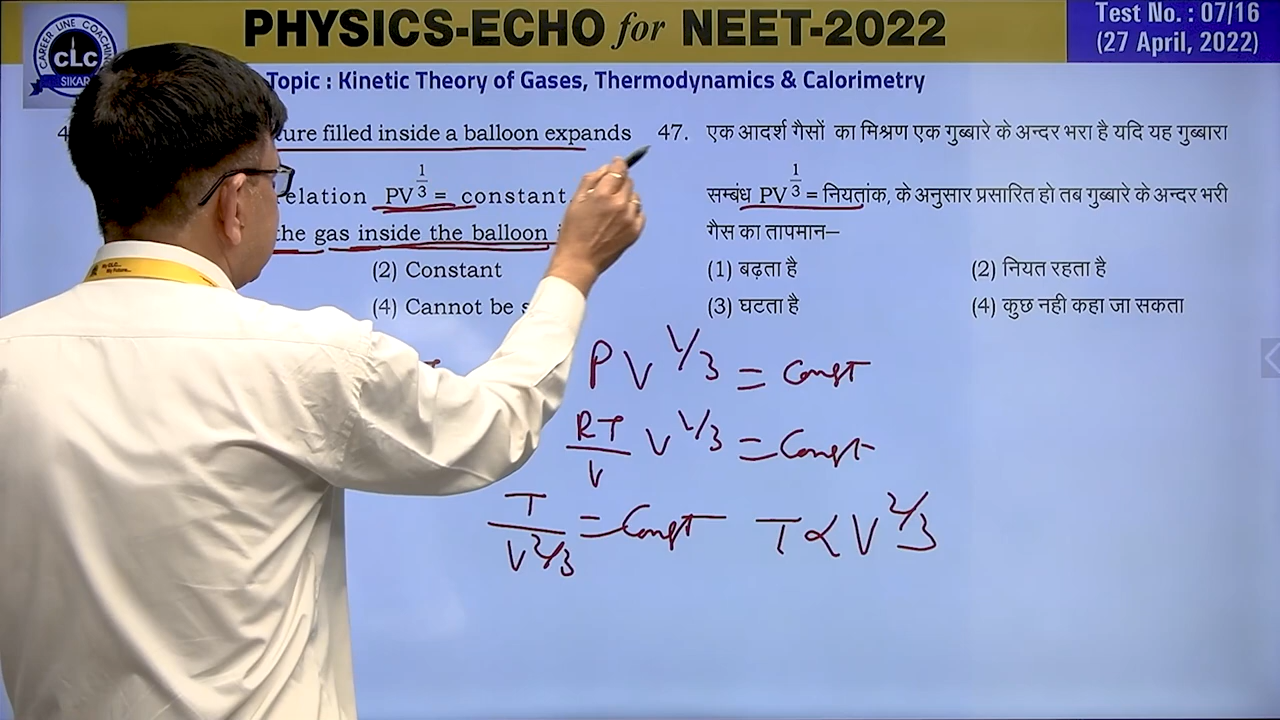 PHYSICS-ECHO for NEET-2022
Test No. : 07/16
(27 April, 2022)
CAREER LINE COACHING
CLC
SIKAR
Topic : Kinetic Theory of Gases, Thermodynamics & Calorimetry
filled inside a balloon expands
PV^{1/3} = constant
the gas inside the balloon
(2) Constant
(4) Cannot be
47. एक आदर्श गैसों का मिश्रण एक गुब्बारे के अन्दर भरा है यदि यह गुब्बारा
सम्बंध PV^{1/3} = नियतांक, के अनुसार प्रसारित हो तब गुब्बारे के अन्दर भरी
गैस का तापमान–
(1) बढ़ता है (2) नियत रहता है
(3) घटता है (4) कुछ नही कहा जा सकता
PV^{1/3} = Const
RT/V V^{1/3} = Const
T/V^{2/3} = Const T ∝ V^{2/3}